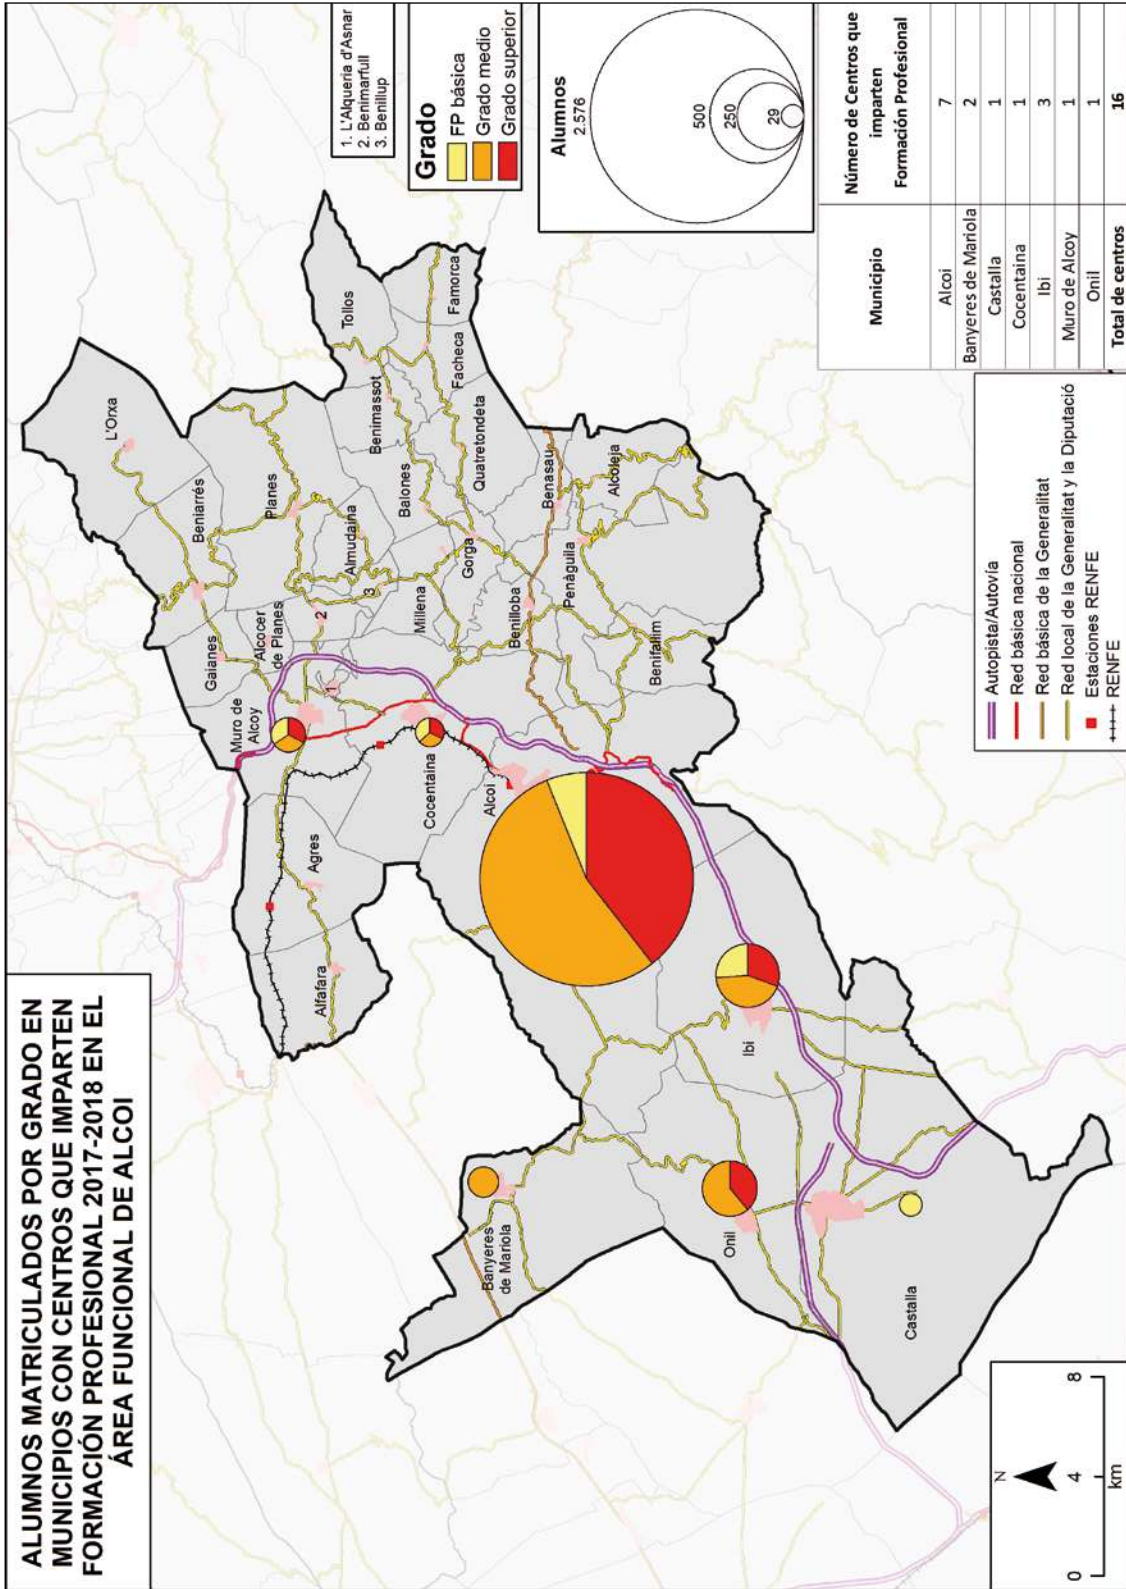 ALUMNOS MATRICULADOS POR GRADO EN
MUNICIPIOS CON CENTROS QUE IMPARTEN
FORMACIÓN PROFESIONAL 2017-2018 EN EL
ÁREA FUNCIONAL DE ALCOI
1. L'Alqueria d'Asnar
2. Benimarfull
3. Benillup
Grado
FP básica
Grado medio
Grado superior
Alumnos
2.576
500
250
29
Municipio
Número de Centros que
imparten
Formación Profesional
Alcoi 7
Banyeres de Mariola 2
Castalla 1
Cocentaina 1
Ibi 3
Muro de Alcoy 1
Onil 1
Total de centros 16
Autopista/Autovía
Red básica nacional
Red básica de la Generalitat
Red local de la Generalitat y la Diputació
Estaciones RENFE
RENFE
L'Orxa
Beniarrés
Gaianes
Planes
Alcocer
de Planes
Muro de
Alcoy
Almudaina
Tollos
Benimassot
Balones
Famorca
Facheca
Quatretondeta
Gorga
Millena
1
2
3
Agres
Alfafara
Cocentaina
Alcoi
Benilloba
Benasau
Alcoleja
Penàguila
Benifallim
Banyeres
de Mariola
Ibi
Onil
Castalla
N
0 4 8
km